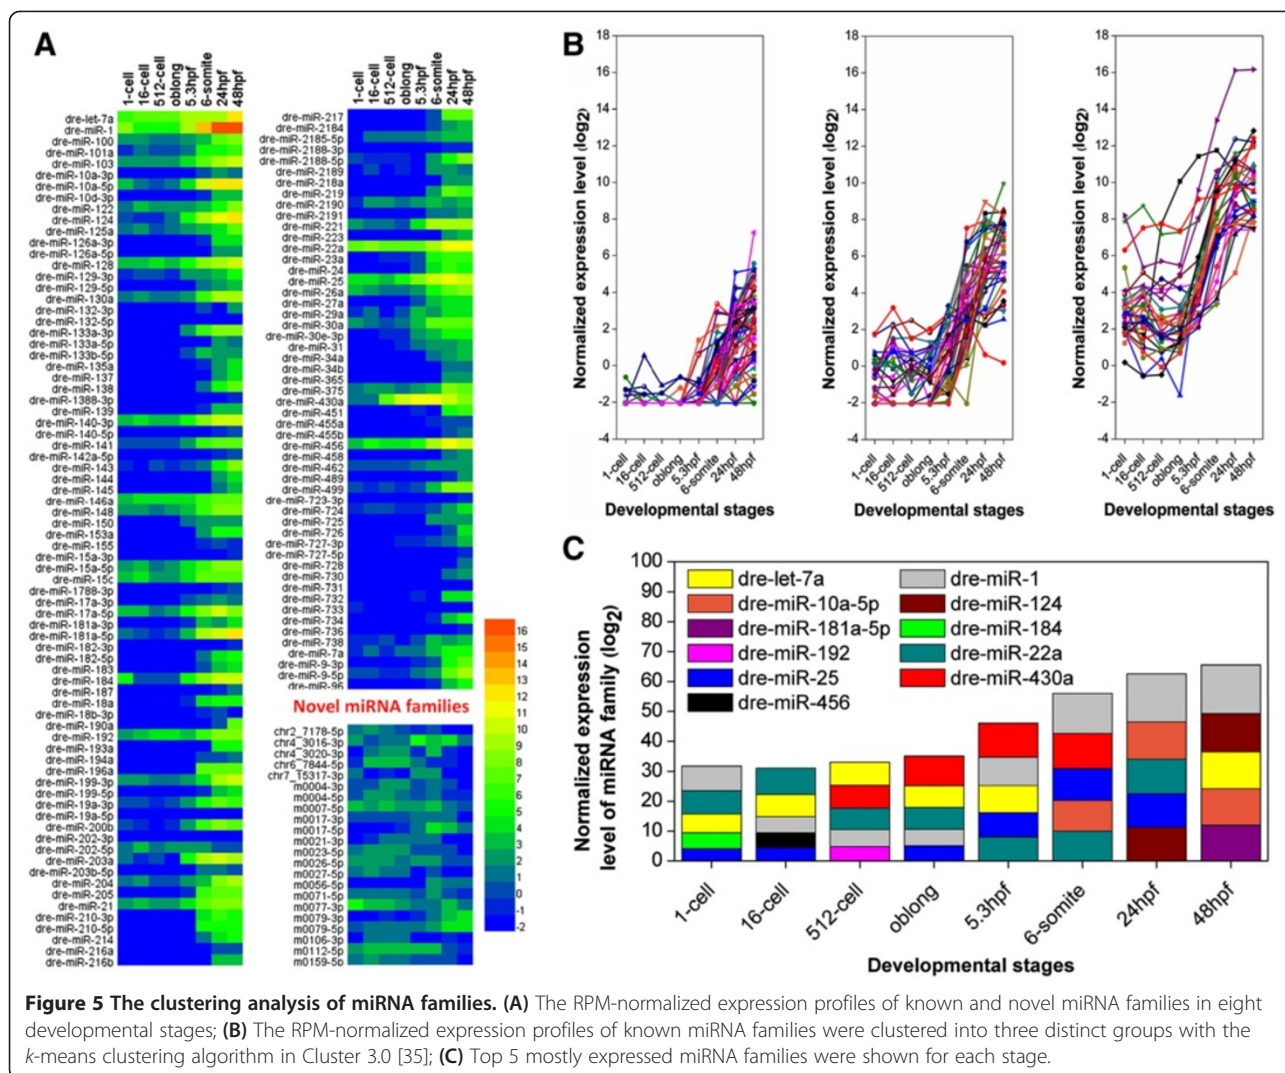 A
1-cell
16-cell
512-cell
oblong
5.3hpf
6-somite
24hpf
48hpf
dre-let-7a
dre-miR-1
dre-miR-100
dre-miR-101a
dre-miR-103
dre-miR-10a-3p
dre-miR-10a-5p
dre-miR-10d-3p
dre-miR-122
dre-miR-124
dre-miR-125a
dre-miR-126a-3p
dre-miR-126a-5p
dre-miR-128
dre-miR-129-3p
dre-miR-129-5p
dre-miR-130a
dre-miR-132-3p
dre-miR-132-5p
dre-miR-133a-3p
dre-miR-133a-5p
dre-miR-133b-5p
dre-miR-135a
dre-miR-137
dre-miR-138
dre-miR-1388-3p
dre-miR-139
dre-miR-140-3p
dre-miR-140-5p
dre-miR-141
dre-miR-142a-5p
dre-miR-143
dre-miR-144
dre-miR-145
dre-miR-146a
dre-miR-148
dre-miR-150
dre-miR-153a
dre-miR-155
dre-miR-15a-3p
dre-miR-15a-5p
dre-miR-15c
dre-miR-1788-3p
dre-miR-17a-3p
dre-miR-17a-5p
dre-miR-181a-3p
dre-miR-181a-5p
dre-miR-182-3p
dre-miR-182-5p
dre-miR-183
dre-miR-184
dre-miR-187
dre-miR-18a
dre-miR-18b-3p
dre-miR-190a
dre-miR-192
dre-miR-193a
dre-miR-194a
dre-miR-196a
dre-miR-199-3p
dre-miR-199-5p
dre-miR-19a-3p
dre-miR-19a-5p
dre-miR-200b
dre-miR-202-3p
dre-miR-202-5p
dre-miR-203a
dre-miR-203b-5p
dre-miR-204
dre-miR-205
dre-miR-21
dre-miR-210-3p
dre-miR-210-5p
dre-miR-214
dre-miR-216a
dre-miR-216b
1-cell
16-cell
512-cell
oblong
5.3hpf
6-somite
24hpf
48hpf
dre-miR-217
dre-miR-2184
dre-miR-2185-5p
dre-miR-2188-3p
dre-miR-2188-5p
dre-miR-2189
dre-miR-218a
dre-miR-219
dre-miR-2190
dre-miR-2191
dre-miR-221
dre-miR-223
dre-miR-22a
dre-miR-23a
dre-miR-24
dre-miR-25
dre-miR-26a
dre-miR-27a
dre-miR-29a
dre-miR-30a
dre-miR-30e-3p
dre-miR-31
dre-miR-34a
dre-miR-34b
dre-miR-365
dre-miR-375
dre-miR-430a
dre-miR-451
dre-miR-455a
dre-miR-455b
dre-miR-456
dre-miR-458
dre-miR-462
dre-miR-489
dre-miR-499
dre-miR-723-3p
dre-miR-724
dre-miR-725
dre-miR-726
dre-miR-727-3p
dre-miR-727-5p
dre-miR-728
dre-miR-730
dre-miR-731
dre-miR-732
dre-miR-733
dre-miR-734
dre-miR-736
dre-miR-738
dre-miR-7a
dre-miR-9-3p
dre-miR-9-5p
dre-miR-96
Novel miRNA families
chr2_7178-5p
chr4_3016-3p
chr4_3020-3p
chr6_7844-5p
chr7_15317-3p
m0004-3p
m0004-5p
m0007-5p
m0017-3p
m0017-5p
m0021-3p
m0023-5p
m0026-5p
m0027-5p
m0056-5p
m0071-5p
m0077-3p
m0079-3p
m0079-5p
m0106-3p
m0112-5p
m0159-5p
16
15
14
13
12
11
10
9
8
7
6
5
4
3
2
1
0
-1
-2
B
Normalized expression level (log2)
18
16
14
12
10
8
6
4
2
0
-2
-4
1-cell
16-cell
512-cell
oblong
5.3hpf
6-somite
24hpf
48hpf
Developmental stages
Normalized expression level (log2)
18
16
14
12
10
8
6
4
2
0
-2
-4
1-cell
16-cell
512-cell
oblong
5.3hpf
6-somite
24hpf
48hpf
Developmental stages
Normalized expression level (log2)
18
16
14
12
10
8
6
4
2
0
-2
-4
1-cell
16-cell
512-cell
oblong
5.3hpf
6-somite
24hpf
48hpf
Developmental stages
C
Normalized expression
level of miRNA family (log2)
100
90
80
70
60
50
40
30
20
10
0
dre-let-7a
dre-miR-1
dre-miR-10a-5p
dre-miR-124
dre-miR-181a-5p
dre-miR-184
dre-miR-192
dre-miR-22a
dre-miR-25
dre-miR-430a
dre-miR-456
1-cell
16-cell
512-cell
oblong
5.3hpf
6-somite
24hpf
48hpf
Developmental stages
Figure 5 The clustering analysis of miRNA families. (A) The RPM-normalized expression profiles of known and novel miRNA families in eight
developmental stages; (B) The RPM-normalized expression profiles of known miRNA families were clustered into three distinct groups with the
k-means clustering algorithm in Cluster 3.0 [35]; (C) Top 5 mostly expressed miRNA families were shown for each stage.